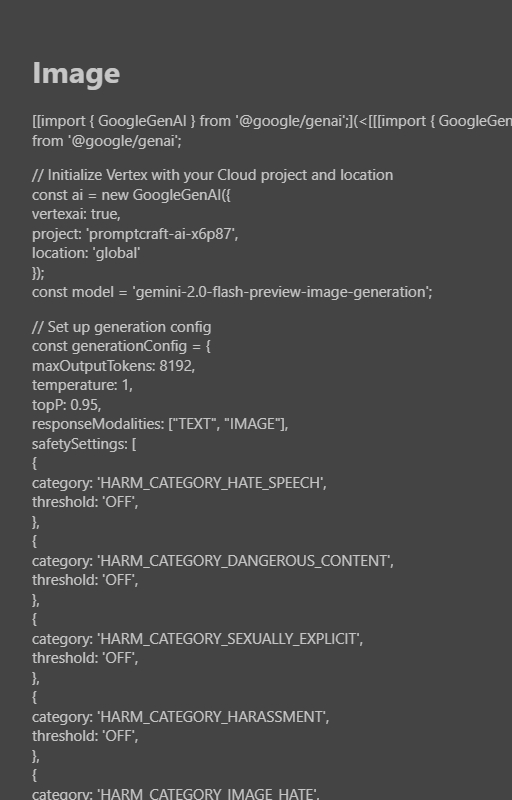 Image
[[import { GoogleGenAI } from '@google/genai';](<[[[import { GoogleGen
from '@google/genai';
// Initialize Vertex with your Cloud project and location
const ai = new GoogleGenAI({
vertexai: true,
project: 'promptcraft-ai-x6p87',
location: 'global'
});
const model = 'gemini-2.0-flash-preview-image-generation';
// Set up generation config
const generationConfig = {
maxOutputTokens: 8192,
temperature: 1,
topP: 0.95,
responseModalities: ["TEXT", "IMAGE"],
safetySettings: [
{
category: 'HARM_CATEGORY_HATE_SPEECH',
threshold: 'OFF',
},
{
category: 'HARM_CATEGORY_DANGEROUS_CONTENT',
threshold: 'OFF',
},
{
category: 'HARM_CATEGORY_SEXUALLY_EXPLICIT',
threshold: 'OFF',
},
{
category: 'HARM_CATEGORY_HARASSMENT',
threshold: 'OFF',
},
{
category: 'HARM_CATEGORY_IMAGE_HATE',